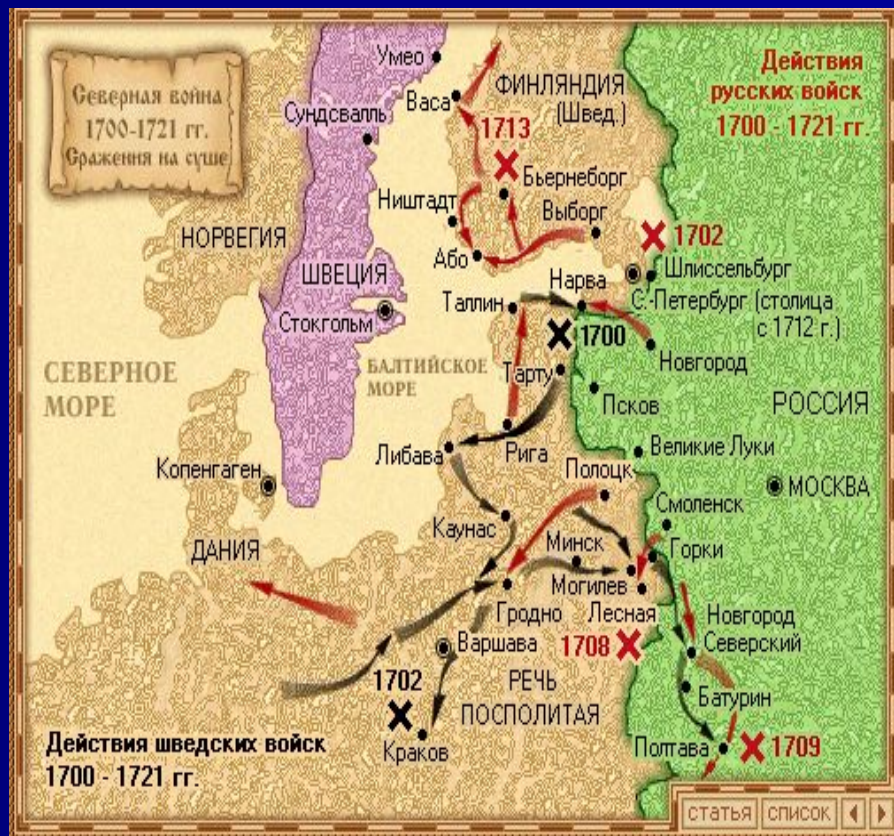 Северная война
1700-1721 гг.
Сражения на суше
Действия
русских войск
1700 - 1721 гг.
Умео
Сундсвалль
Васа
ФИНЛЯНДИЯ
(Швед.)
1713
Бьернеборг
Ништадт
Выборг
Або
НОРВЕГИЯ
ШВЕЦИЯ
Стокгольм
1702
Шлиссельбург
С.-Петербург (столица
с 1712 г.)
Нарва
Таллин
1700
Новгород
СЕВЕРНОЕ
МОРЕ
БАЛТИЙСКОЕ
МОРЕ
Тарту
Псков
РОССИЯ
Либава
Рига
Великие Луки
Копенгаген
Полоцк
МОСКВА
Смоленск
Каунас
Минск
Горки
ДАНИЯ
Могилев
Гродно
Лесная
Новгород
Северский
Варшава
1708
1702
РЕЧЬ
ПОСПОЛИТАЯ
Батурин
Краков
Полтава
1709
Действия шведских войск
1700 - 1721 гг.
статья
список